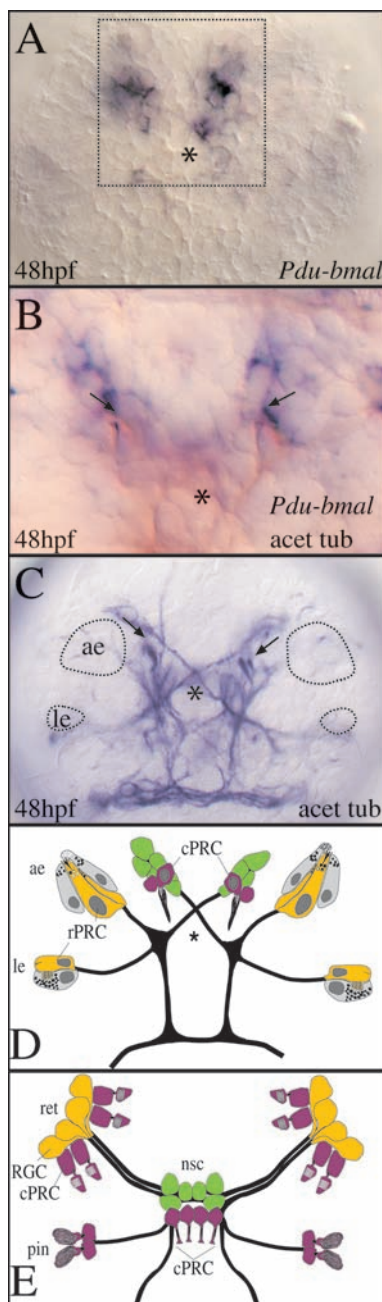 A
*
48hpf Pdu-bmal
B
*
Pdu-bmal
48hpf acet tub
C
ae
*
le
48hpf acet tub
cPRC
ae
rPRC
*
le
D
ret
RGC
nsc
cPRC
pin
cPRC
E